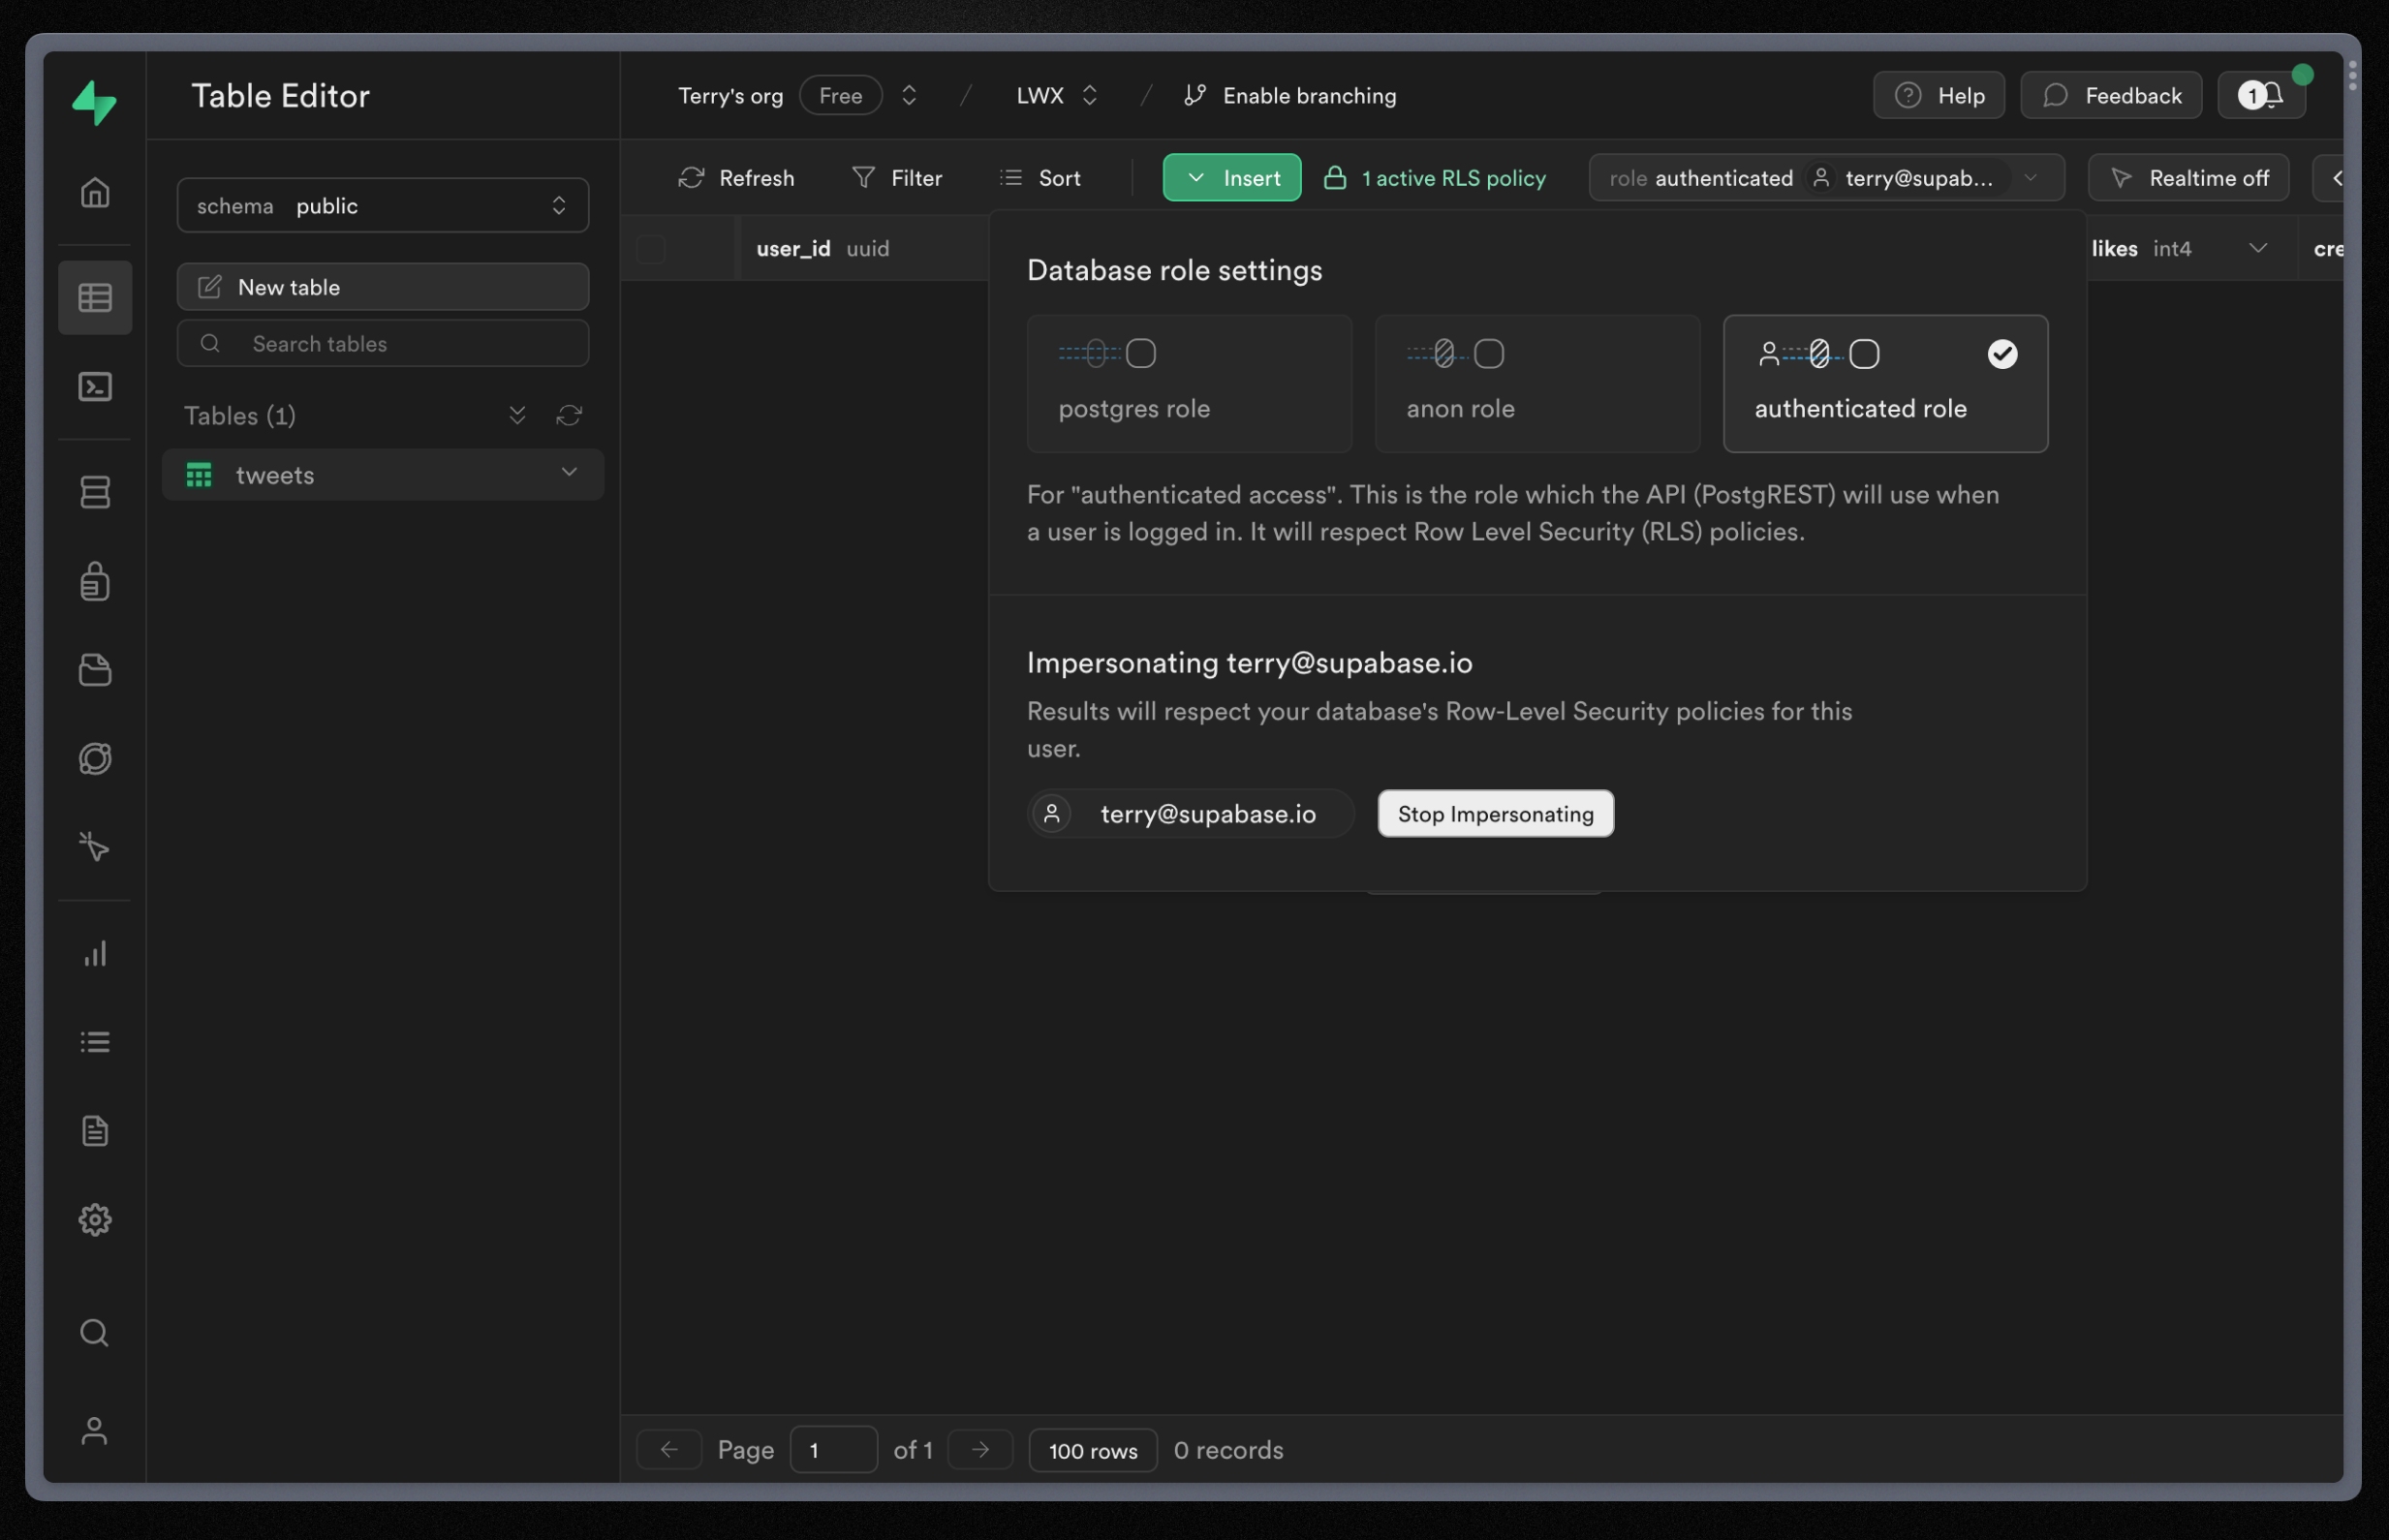 Table Editor
Terry's org Free / LWX / Enable branching
Help Feedback 1
schema public
New table
Search tables
Tables (1)
tweets
Refresh Filter Sort Insert 1 active RLS policy role authenticated terry@supab... Realtime off
user_id uuid likes int4 cre
Database role settings
postgres role
anon role
authenticated role
For "authenticated access". This is the role which the API (PostgREST) will use when
a user is logged in. It will respect Row Level Security (RLS) policies.
Impersonating terry@supabase.io
Results will respect your database's Row-Level Security policies for this
user.
terry@supabase.io Stop Impersonating
Page 1 of 1 100 rows 0 records